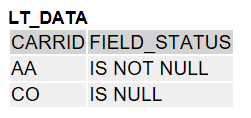 LT_DATA
CARRID FIELD_STATUS
AA IS NOT NULL
CO IS NULL